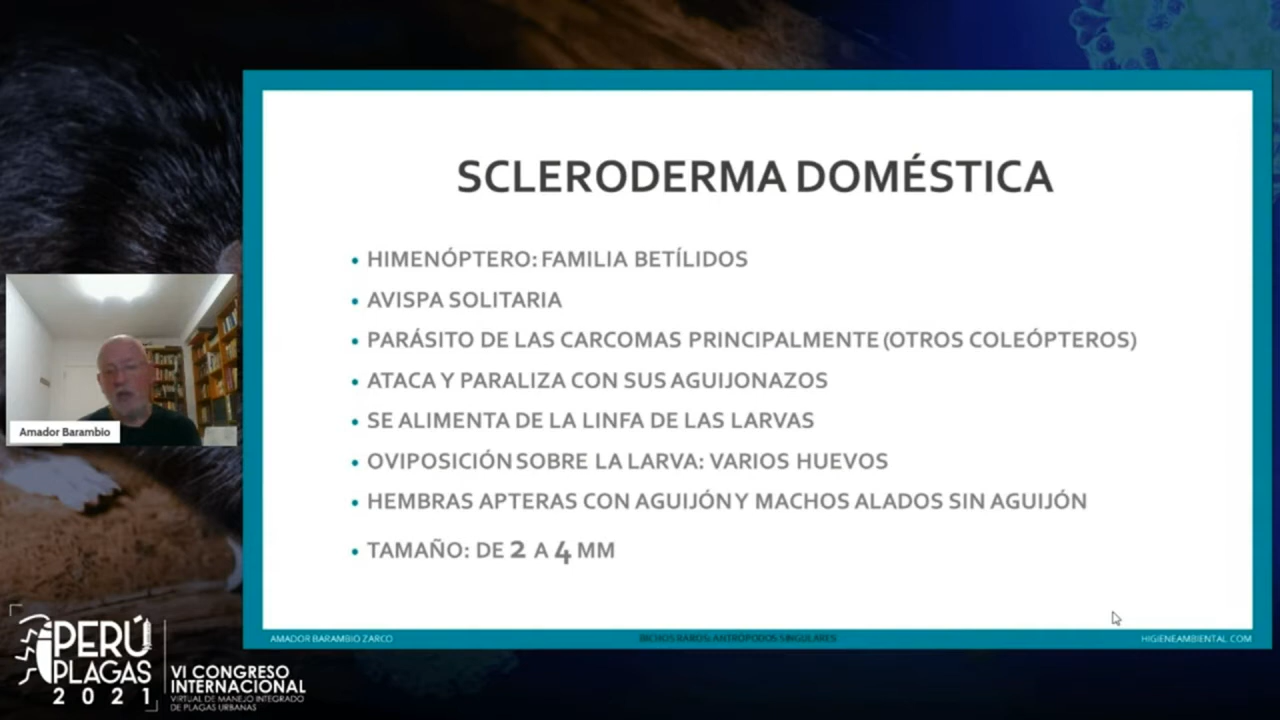 SCLERODERMA DOMÉSTICA
• HIMENÓPTERO: FAMILIA BETÍLIDOS
• AVISPA SOLITARIA
• PARÁSITO DE LAS CARCOMAS PRINCIPALMENTE (OTROS COLEÓPTEROS)
• ATACA Y PARALIZA CON SUS AGUIJONAZOS
• SE ALIMENTA DE LA LINFA DE LAS LARVAS
• OVIPOSICIÓN SOBRE LA LARVA: VARIOS HUEVOS
• HEMBRAS APTERAS CON AGUIJÓN Y MACHOS ALADOS SIN AGUIJÓN
• TAMAÑO: DE 2 A 4 MM
AMADOR BARAMBIO ZARCO
BICHOS RAROS: ANTRÓPODOS SINGULARES
HIGIENEAMBIENTAL.COM
Amador Barambio
PERÚ
PLAGAS
2021
VI CONGRESO
INTERNACIONAL
VIRTUAL DE MANEJO INTEGRADO
DE PLAGAS URBANAS